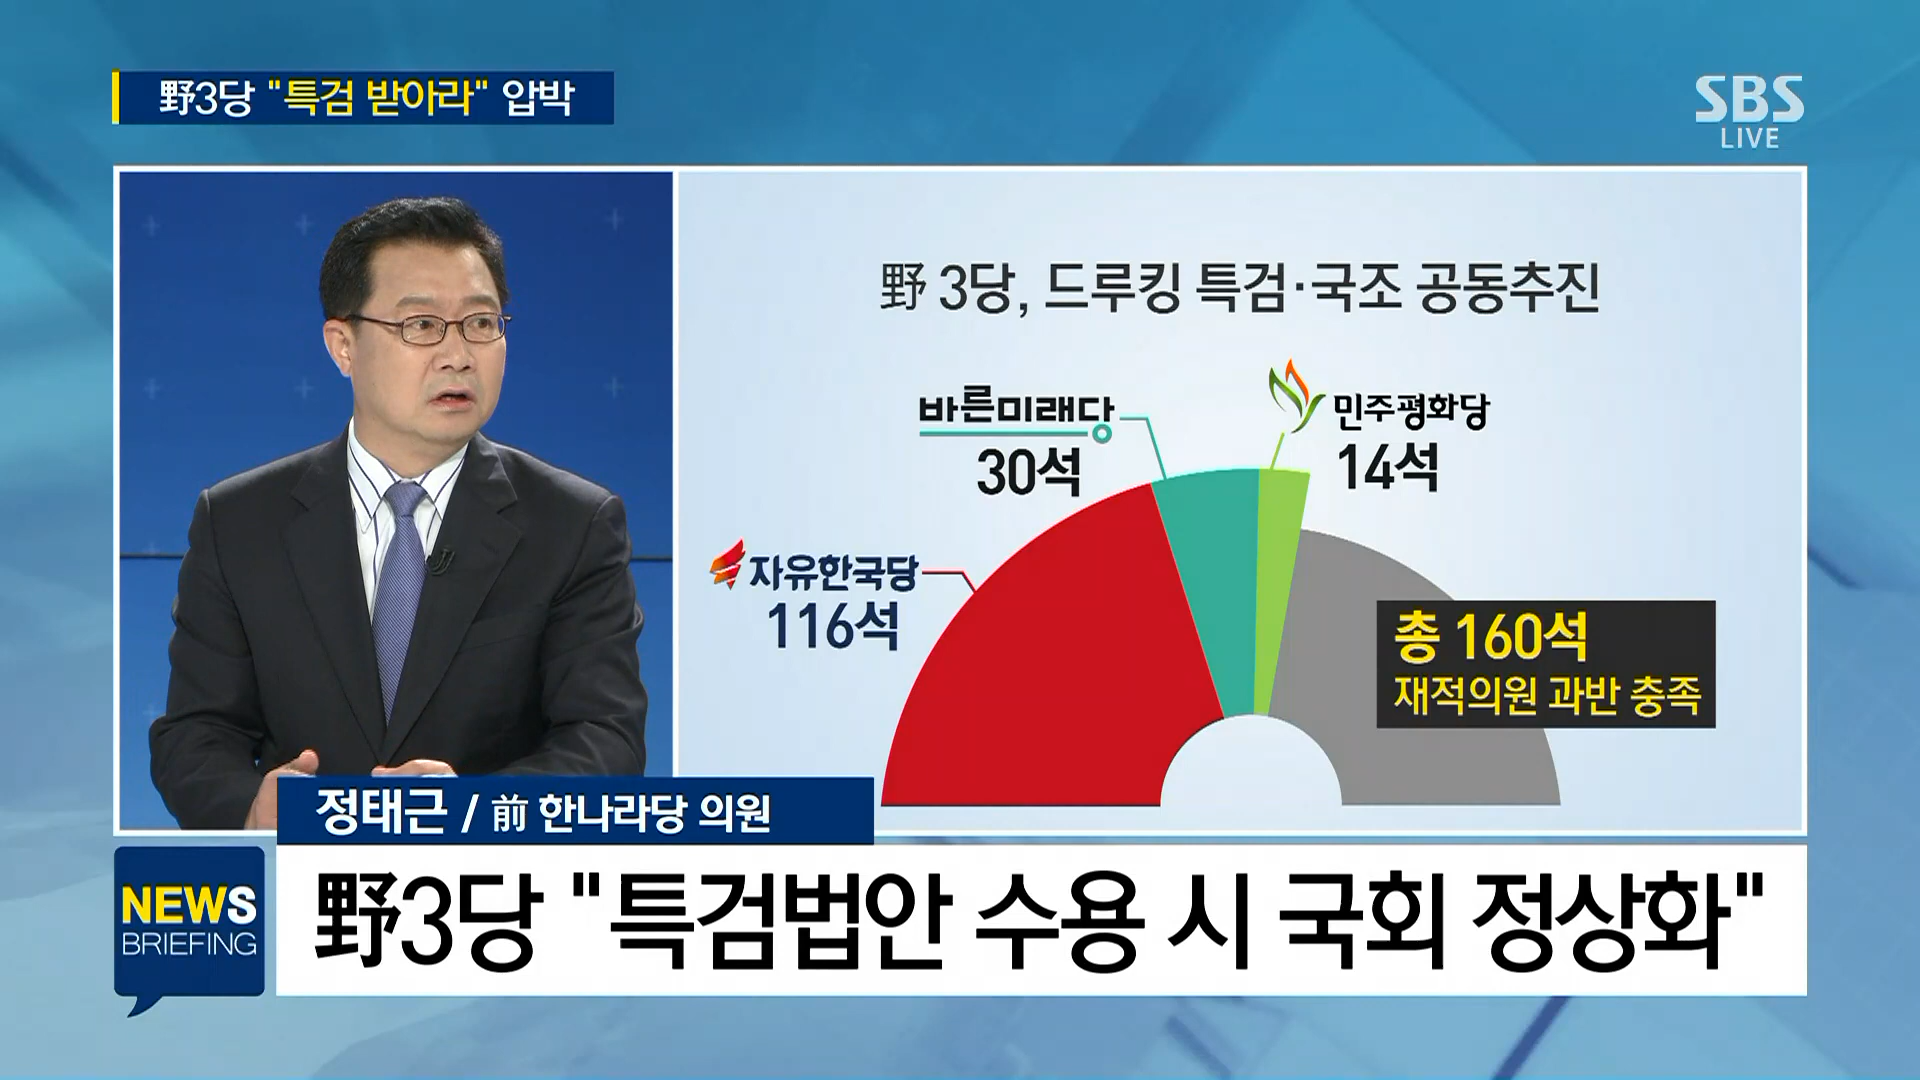 野3당 "특검 받아라" 압박
SBS
LIVE
野 3당, 드루킹 특검·국조 공동추진
바른미래당
30석
민주평화당
14석
자유한국당
116석
총 160석
재적의원 과반 충족
정태근 / 前 한나라당 의원
NEWS
BRIEFING
野3당 "특검법안 수용 시 국회 정상화"